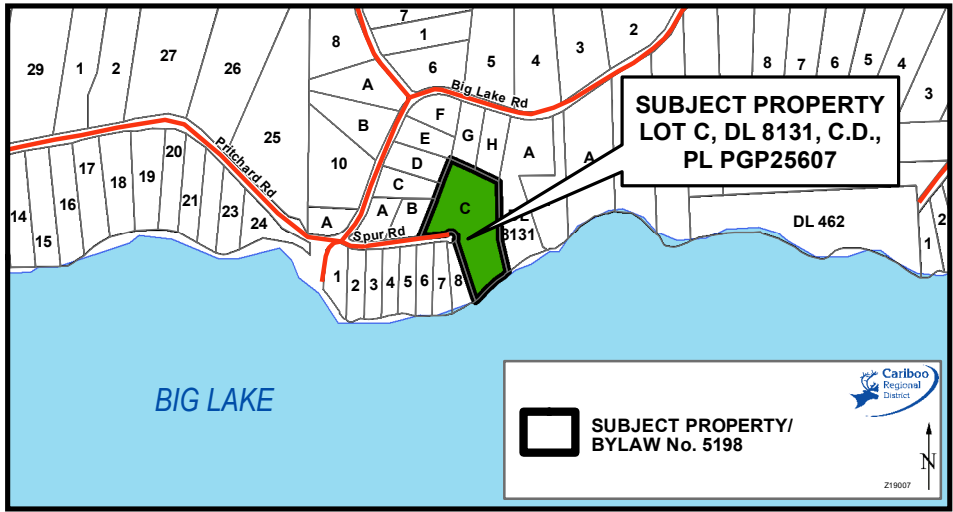 7
1
8
29
1
2
27
26
6
5
4
3
2
8
7
6
5
4
3
A
Big Lake Rd
SUBJECT PROPERTY
LOT C, DL 8131, C.D.,
PL PGP25607
F
G
H
B
E
25
Pritchard Rd
20
D
A
A
10
17
18
19
C
C
16
21
23
24
A
A
B
14
15
Spur Rd
8131
DL 462
2
1
1
2
3
4
5
6
7
8
BIG LAKE
Cariboo
Regional
District
SUBJECT PROPERTY/
BYLAW No. 5198
N
Z19007